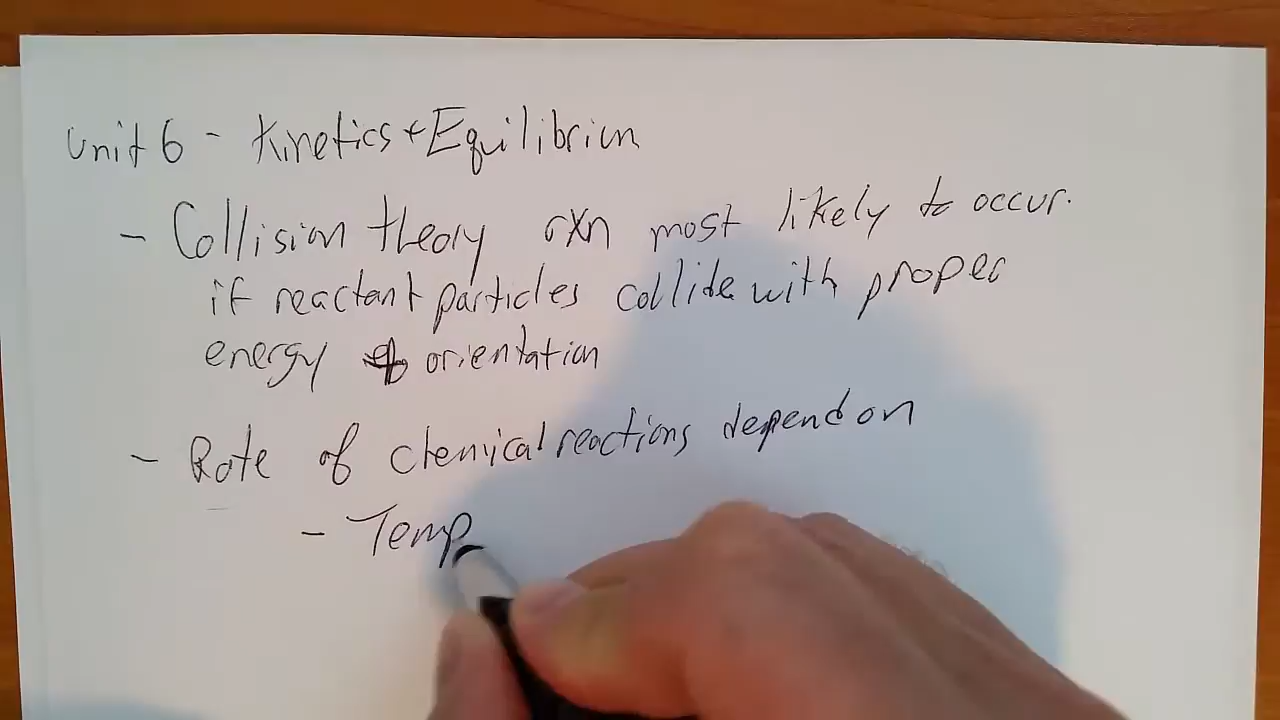 Unit 6 - Kinetics + Equilibrium
- Collision theory rxn most likely to occur.
if reactant particles collide with proper
energy & orientation
- Rate of chemical reactions depend on
- Temp